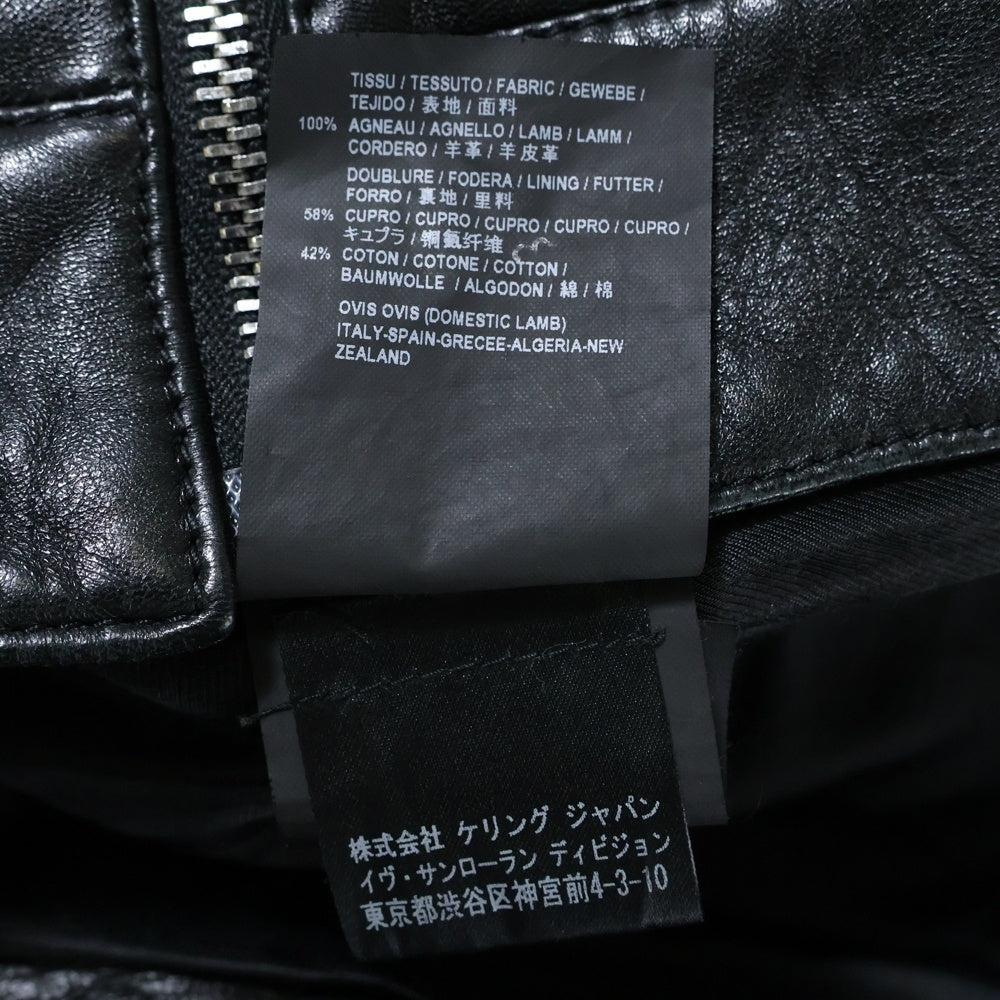 TISSU / TESSUTO / FABRIC / GEWEBE /
TEJIDO / 表地 / 面料
100% AGNEAU / AGNELLO / LAMB / LAMM /
CORDERO / 羊革 / 羊皮革
DOUBLURE / FODERA / LINING / FUTTER /
FORRO / 裏地 / 里料
58% CUPRO / CUPRO / CUPRO / CUPRO / CUPRO /
キュプラ / 铜氨纤维
42% COTON / COTONE / COTTON /
BAUMWOLLE / ALGODON / 綿 / 棉
OVIS OVIS (DOMESTIC LAMB)
ITALY-SPAIN-GRECEE-ALGERIA-NEW
ZEALAND
株式会社 ケリング ジャパン
イヴ・サンローラン ディビジョン
東京都渋谷区神宮前4-3-10